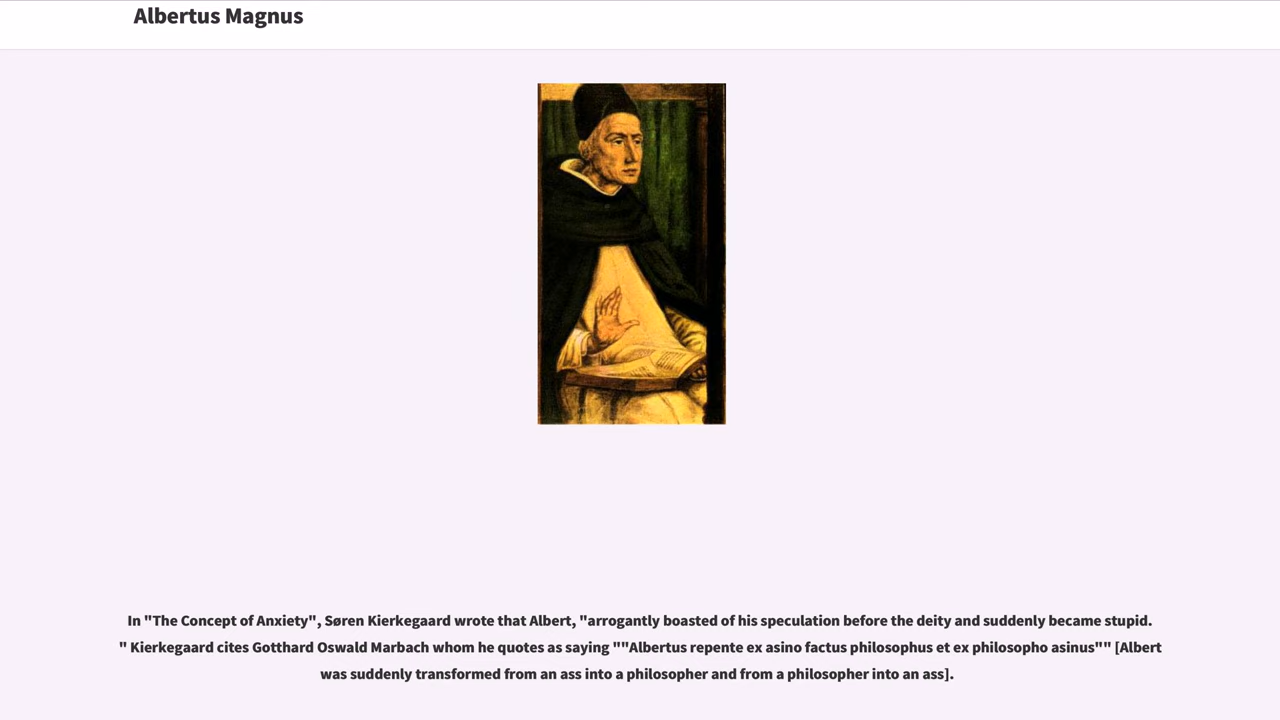 Albertus Magnus
In "The Concept of Anxiety", Søren Kierkegaard wrote that Albert, "arrogantly boasted of his speculation before the deity and suddenly became stupid.
" Kierkegaard cites Gotthard Oswald Marbach whom he quotes as saying ""Albertus repente ex asino factus philosophus et ex philosopho asinus"" [Albert
was suddenly transformed from an ass into a philosopher and from a philosopher into an ass].